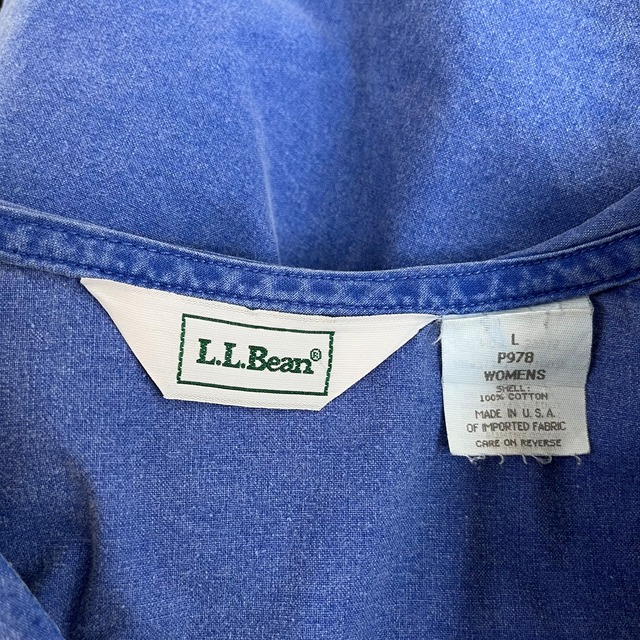 L.L.Bean®
L
P978
WOMENS
SHELL:
100% COTTON
MADE IN U.S.A.
OF IMPORTED FABRIC
CARE ON REVERSE